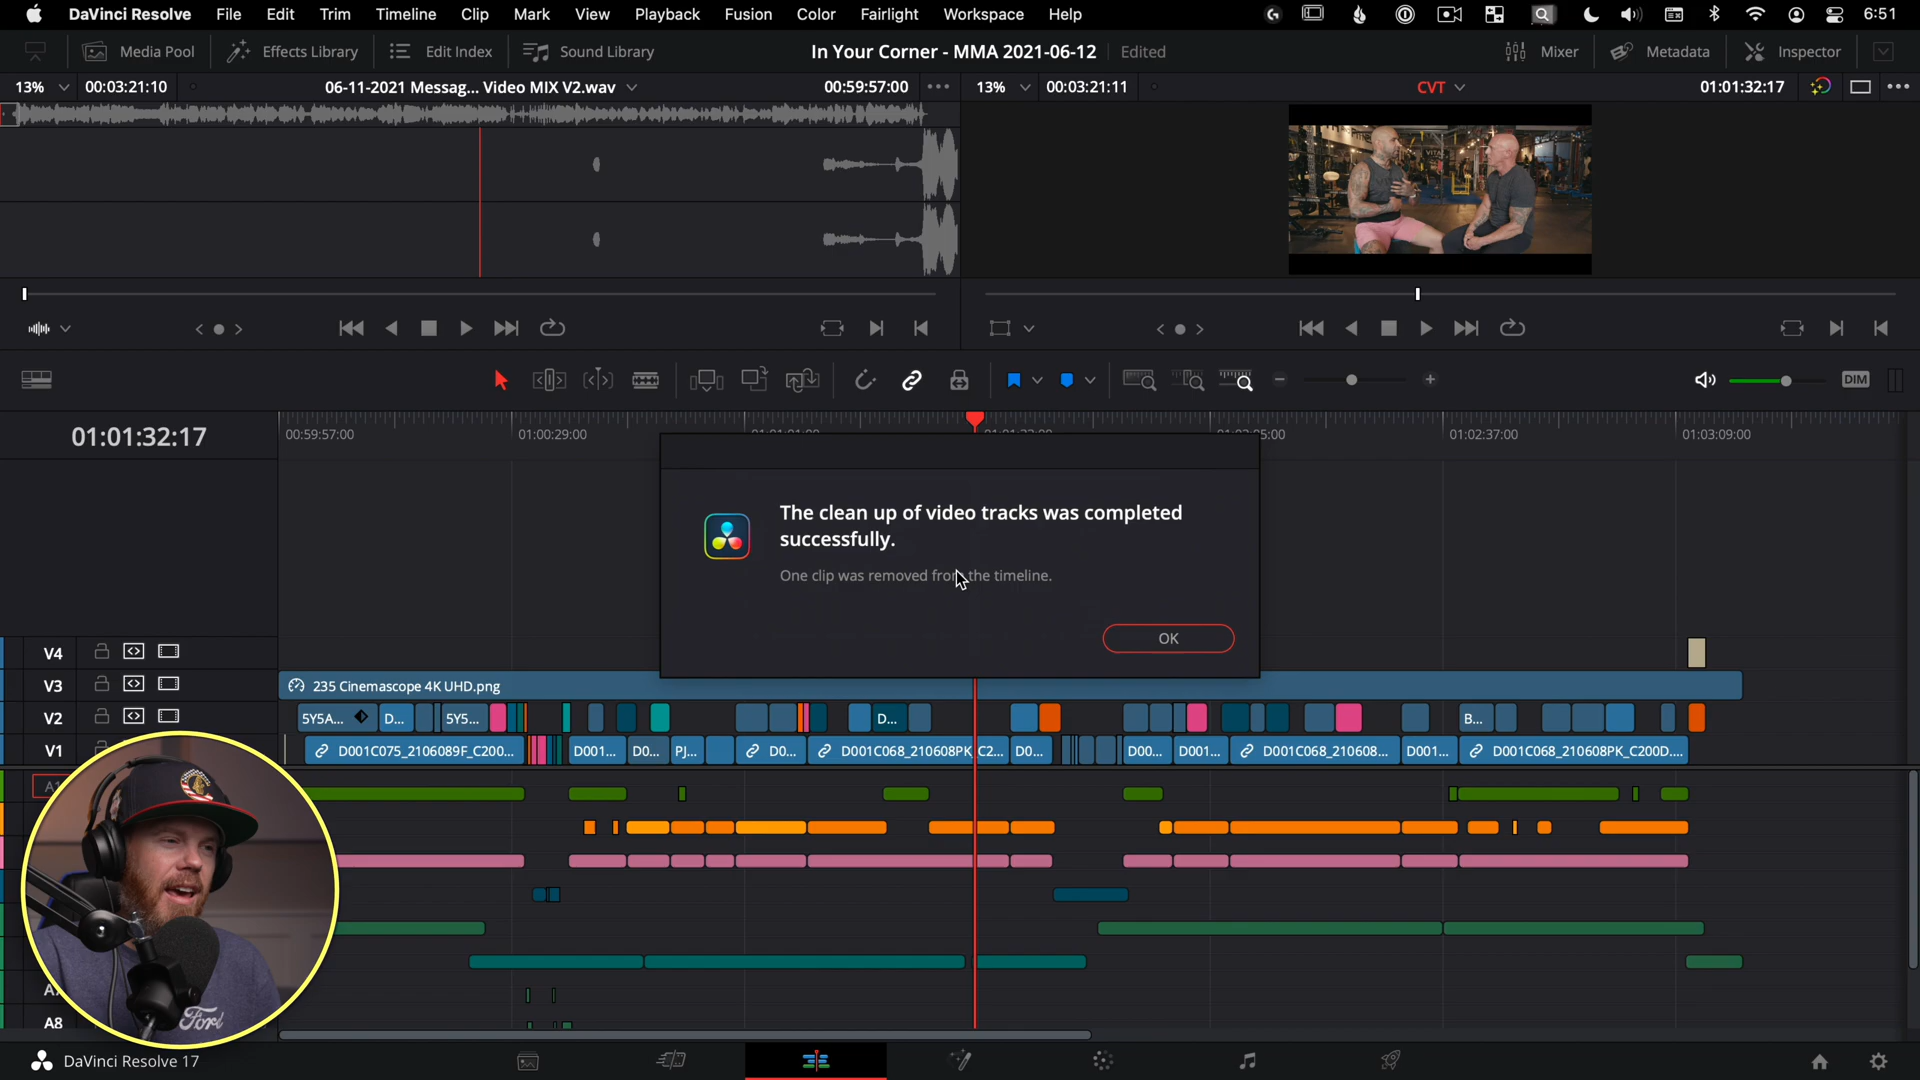 DaVinci Resolve File Edit Trim Timeline Clip Mark View Playback Fusion Color Fairlight Workspace Help 6:51
Media Pool Effects Library Edit Index Sound Library In Your Corner - MMA 2021-06-12 Edited Mixer Metadata Inspector
13% 00:03:21:10 06-11-2021 Messag... Video MIX V2.wav 00:59:57:00 13% 00:03:21:11 CVT 01:01:32:17
DIM
01:01:32:17 00:59:57:00 01:00:29:00 01:02:37:00 01:03:09:00
The clean up of video tracks was completed
successfully.
One clip was removed from the timeline.
OK
V4
V3 235 Cinemascope 4K UHD.png
V2 5Y5A... D... 5Y5... D... B...
V1 D001C075_2106089F_C200... D001... D0... PJ... D0... D001C068_210608PK_C2... D0... D00... D001... D001C068_210608... D001... D001C068_210608PK_C200D....
Ford
A8
DaVinci Resolve 17